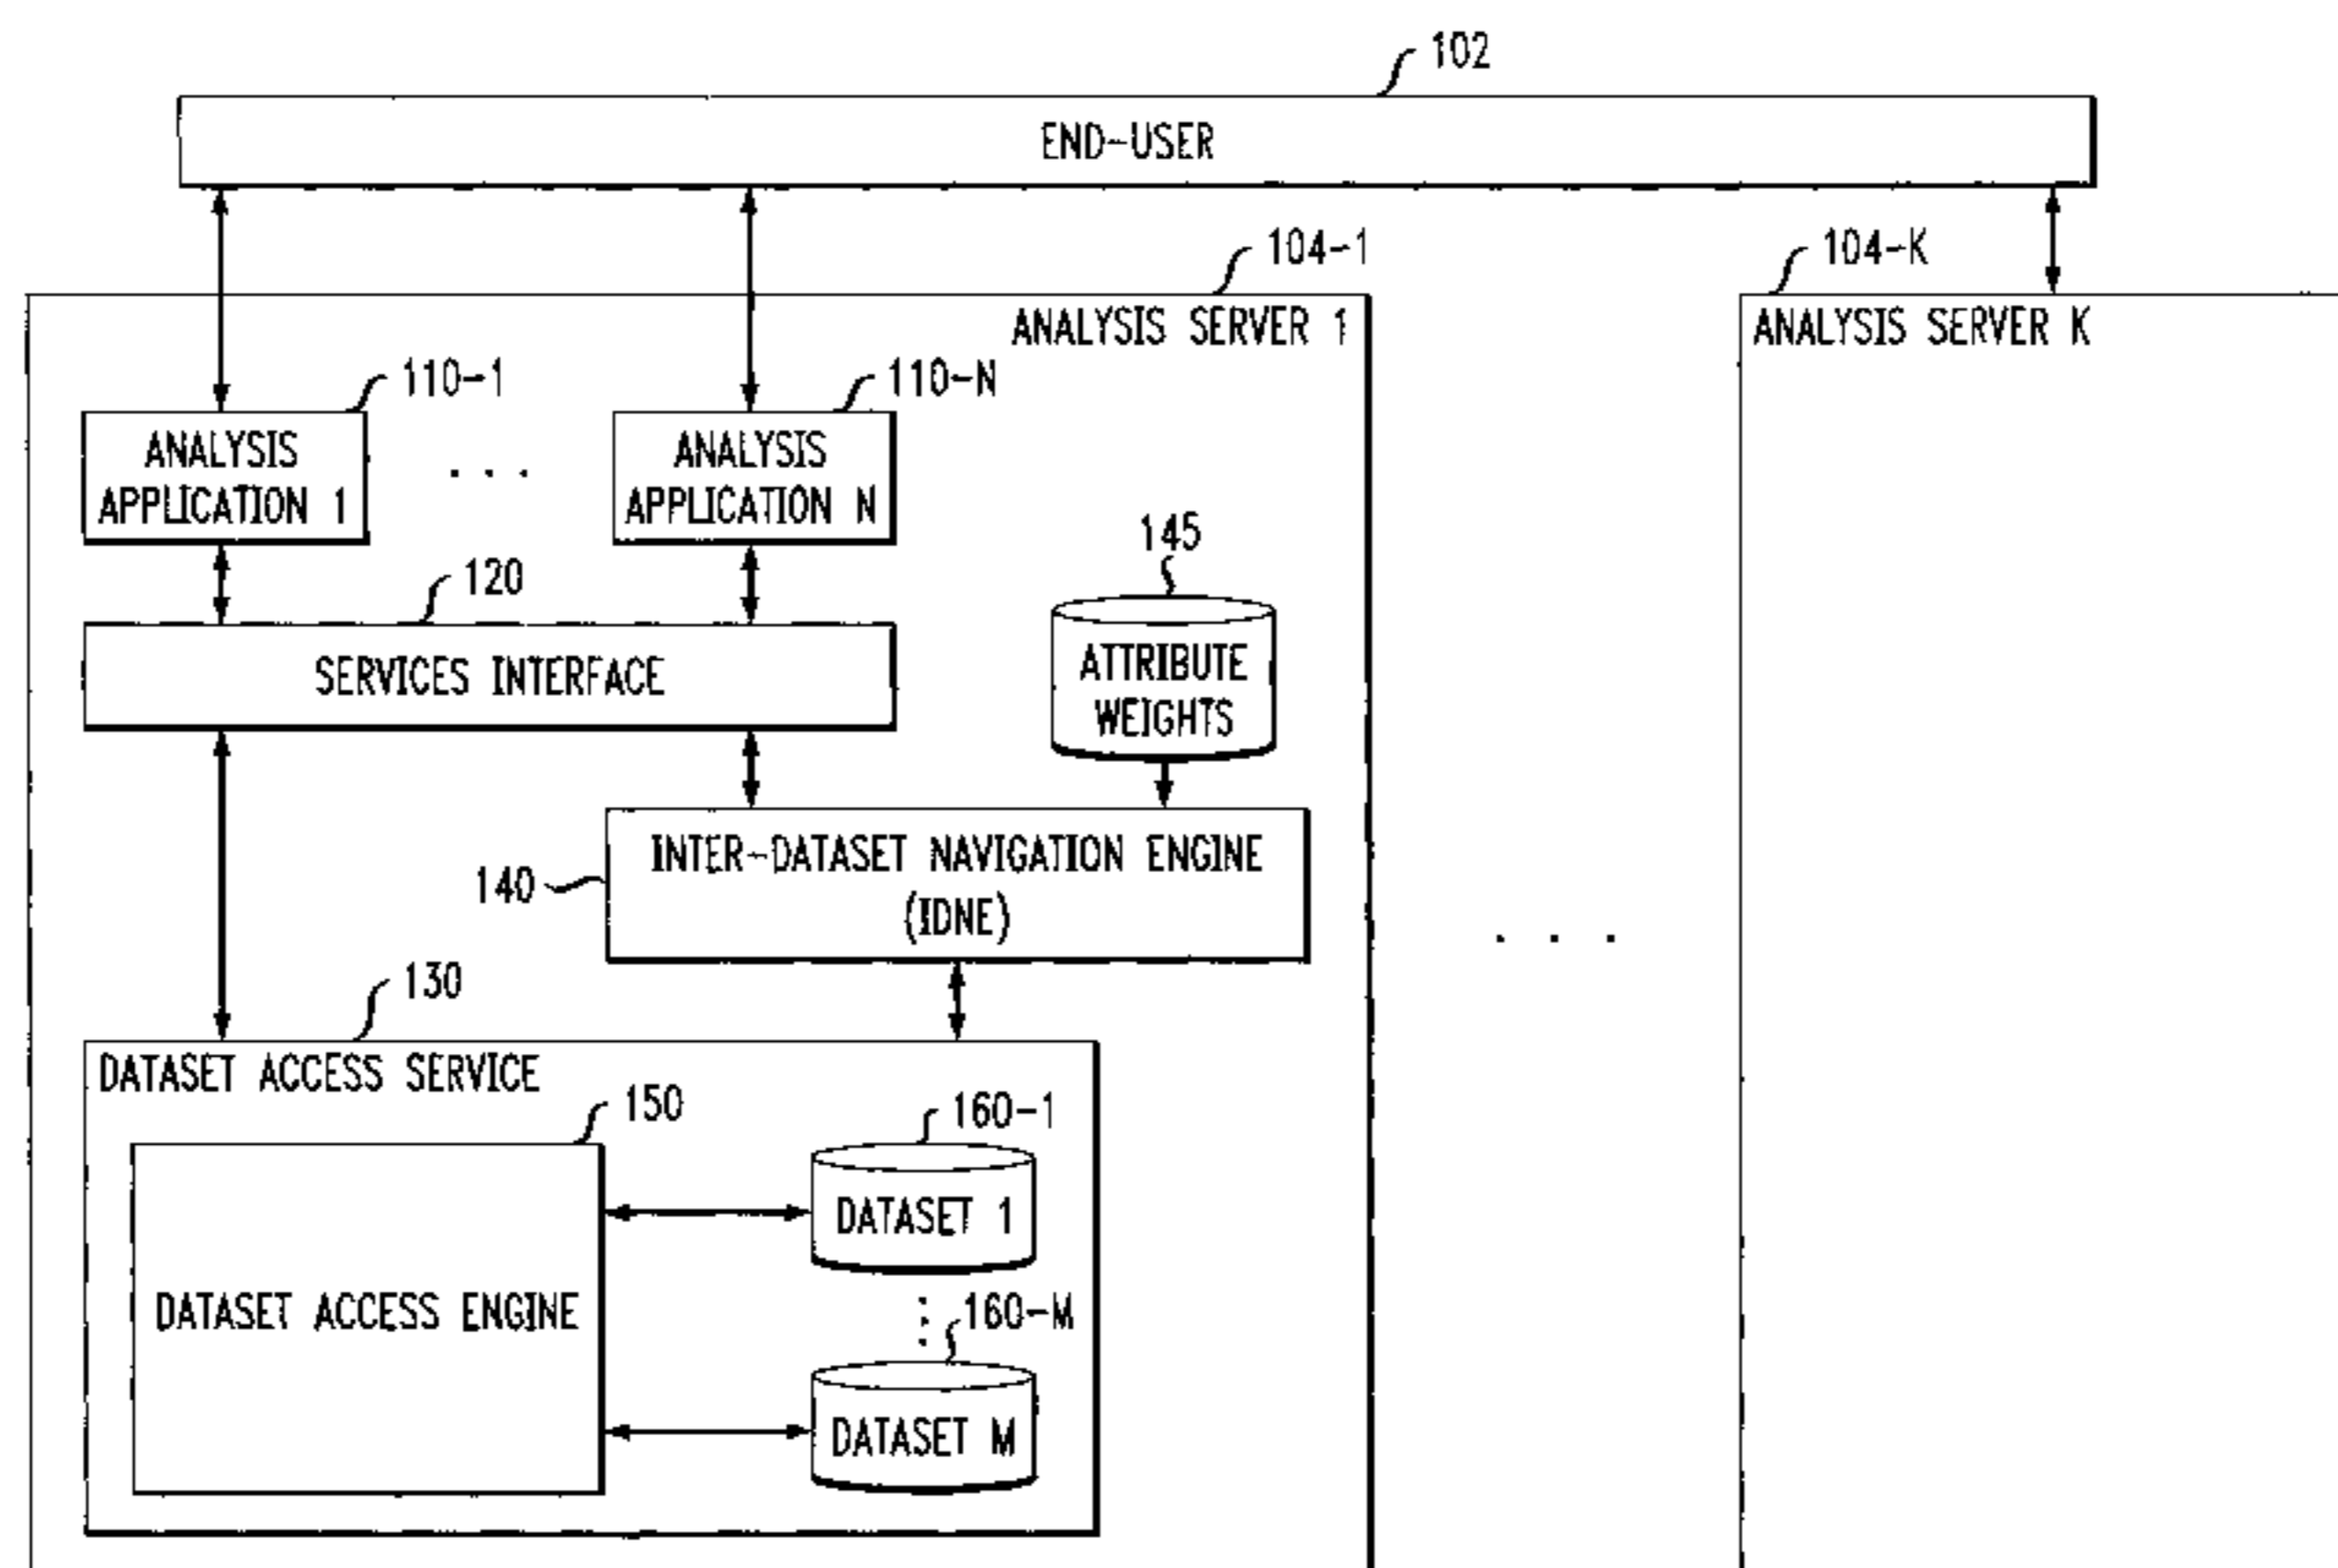 102
END-USER
104-1
104-K
ANALYSIS SERVER 1
ANALYSIS SERVER K
110-1
110-N
ANALYSIS
APPLICATION 1
. . .
ANALYSIS
APPLICATION N
145
120
ATTRIBUTE
WEIGHTS
SERVICES INTERFACE
INTER-DATASET NAVIGATION ENGINE
(IDNE)
140
. . .
130
DATASET ACCESS SERVICE
150
160-1
DATASET 1
DATASET ACCESS ENGINE
160-M
DATASET M